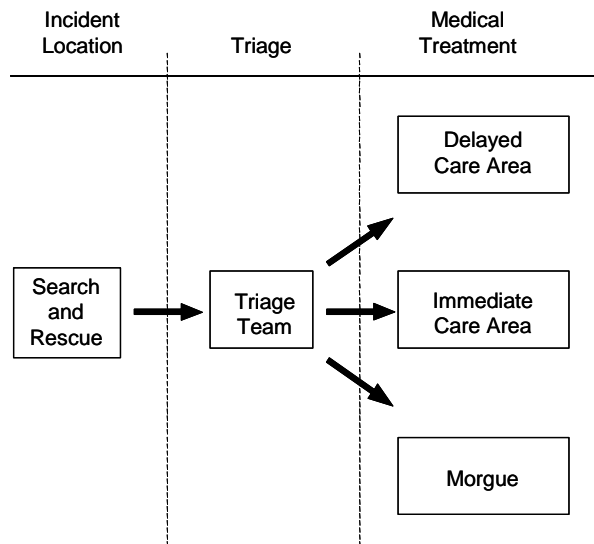 Incident
Location
Triage
Medical
Treatment
Delayed
Care Area
Search
and
Rescue
Triage
Team
Immediate
Care Area
Morgue